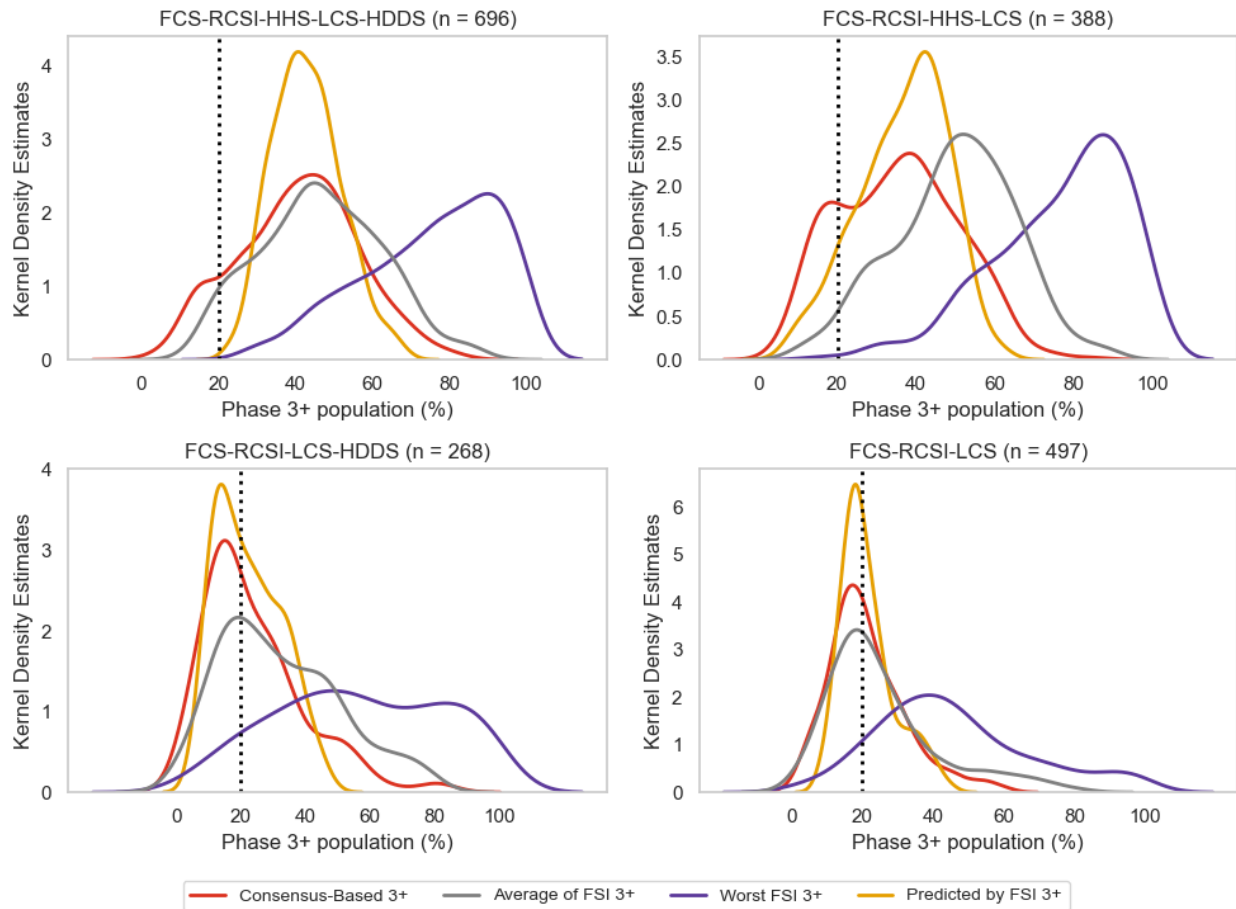 FCS-RCSI-HHS-LCS-HDDS (n = 696)
Kernel Density Estimates
4
3
2
1
0
0 20 40 60 80 100
Phase 3+ population (%)
FCS-RCSI-HHS-LCS (n = 388)
Kernel Density Estimates
3.5
3.0
2.5
2.0
1.5
1.0
0.5
0.0
0 20 40 60 80 100
Phase 3+ population (%)
FCS-RCSI-LCS-HDDS (n = 268)
Kernel Density Estimates
4
3
2
1
0
0 20 40 60 80 100
Phase 3+ population (%)
FCS-RCSI-LCS (n = 497)
Kernel Density Estimates
6
5
4
3
2
1
0
0 20 40 60 80 100
Phase 3+ population (%)
Consensus-Based 3+ Average of FSI 3+ Worst FSI 3+ Predicted by FSI 3+